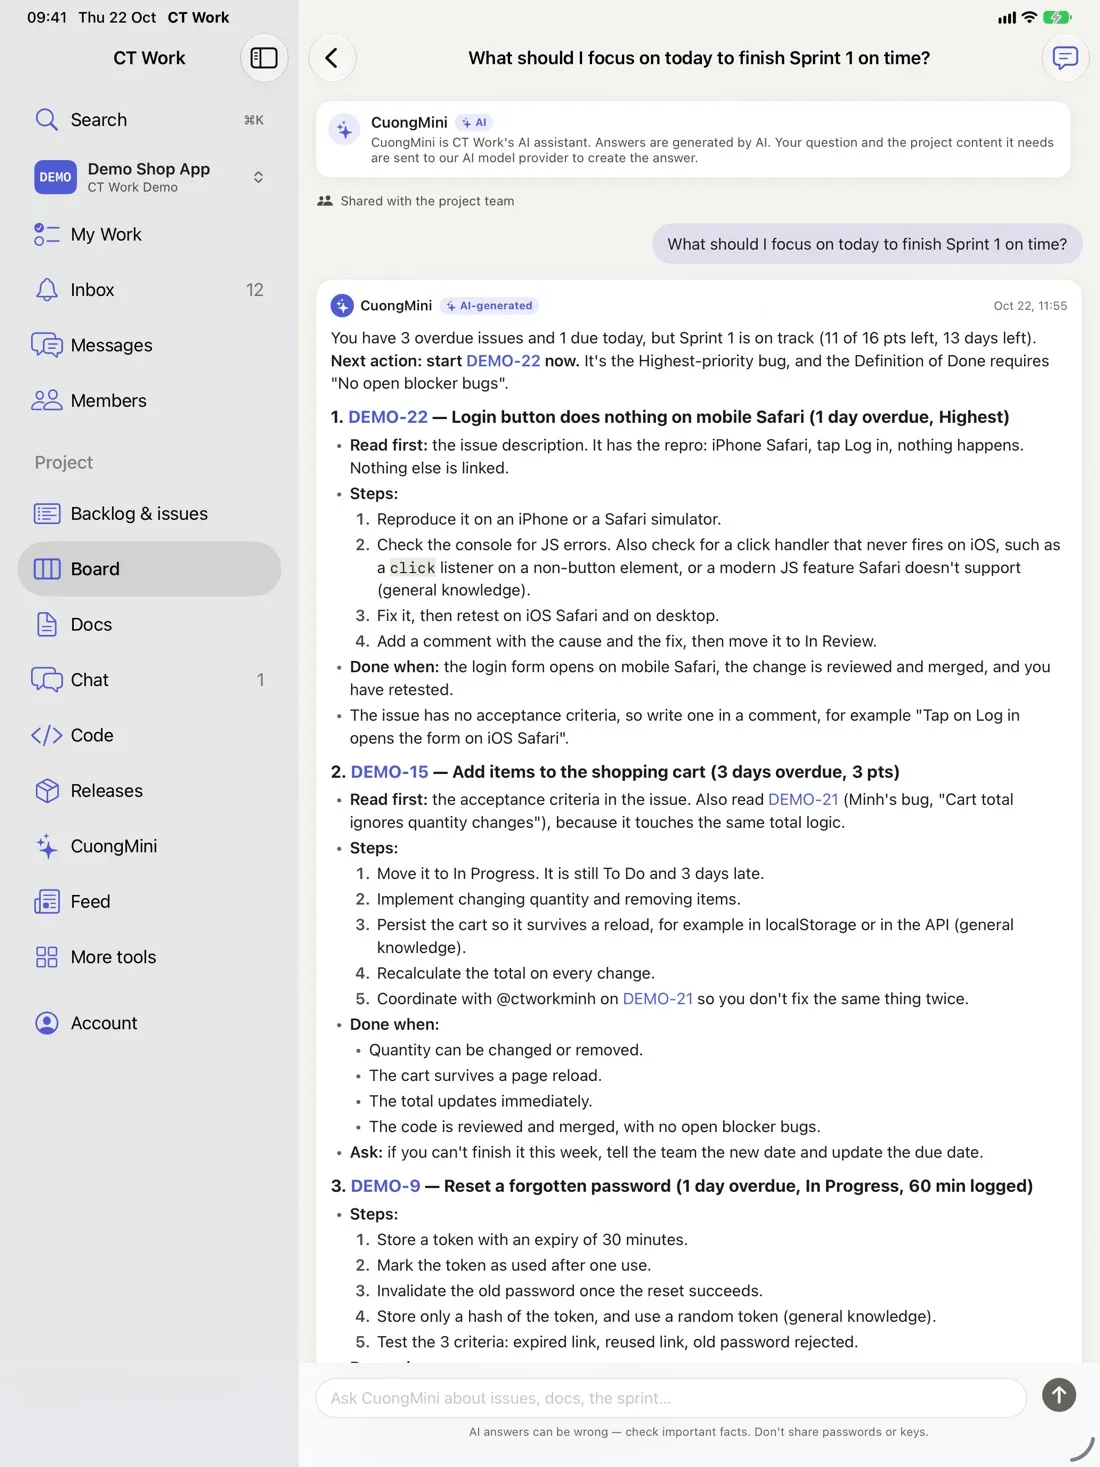 09:41 Thu 22 Oct CT Work
CT Work
Search ⌘K
DEMO
Demo Shop App
CT Work Demo
My Work
Inbox 12
Messages
Members
Project
Backlog & issues
Board
Docs
Chat 1
Code
Releases
CuongMini
Feed
More tools
Account
What should I focus on today to finish Sprint 1 on time?
CuongMini AI
CuongMini is CT Work's AI assistant. Answers are generated by AI. Your question and the project content it needs
are sent to our AI model provider to create the answer.
Shared with the project team
What should I focus on today to finish Sprint 1 on time?
CuongMini AI-generated Oct 22, 11:55
You have 3 overdue issues and 1 due today, but Sprint 1 is on track (11 of 16 pts left, 13 days left).
Next action: start DEMO-22 now. It's the Highest-priority bug, and the Definition of Done requires
"No open blocker bugs".
1. DEMO-22 — Login button does nothing on mobile Safari (1 day overdue, Highest)
• Read first: the issue description. It has the repro: iPhone Safari, tap Log in, nothing happens.
Nothing else is linked.
• Steps:
1. Reproduce it on an iPhone or a Safari simulator.
2. Check the console for JS errors. Also check for a click handler that never fires on iOS, such as
a click listener on a non-button element, or a modern JS feature Safari doesn't support
(general knowledge).
3. Fix it, then retest on iOS Safari and on desktop.
4. Add a comment with the cause and the fix, then move it to In Review.
• Done when: the login form opens on mobile Safari, the change is reviewed and merged, and you
have retested.
• The issue has no acceptance criteria, so write one in a comment, for example "Tap on Log in
opens the form on iOS Safari".
2. DEMO-15 — Add items to the shopping cart (3 days overdue, 3 pts)
• Read first: the acceptance criteria in the issue. Also read DEMO-21 (Minh's bug, "Cart total
ignores quantity changes"), because it touches the same total logic.
• Steps:
1. Move it to In Progress. It is still To Do and 3 days late.
2. Implement changing quantity and removing items.
3. Persist the cart so it survives a reload, for example in localStorage or in the API (general
knowledge).
4. Recalculate the total on every change.
5. Coordinate with @ctworkminh on DEMO-21 so you don't fix the same thing twice.
• Done when:
• Quantity can be changed or removed.
• The cart survives a page reload.
• The total updates immediately.
• The code is reviewed and merged, with no open blocker bugs.
• Ask: if you can't finish it this week, tell the team the new date and update the due date.
3. DEMO-9 — Reset a forgotten password (1 day overdue, In Progress, 60 min logged)
• Steps:
1. Store a token with an expiry of 30 minutes.
2. Mark the token as used after one use.
3. Invalidate the old password once the reset succeeds.
4. Store only a hash of the token, and use a random token (general knowledge).
5. Test the 3 criteria: expired link, reused link, old password rejected.
Ask CuongMini about issues, docs, the sprint...
AI answers can be wrong — check important facts. Don't share passwords or keys.